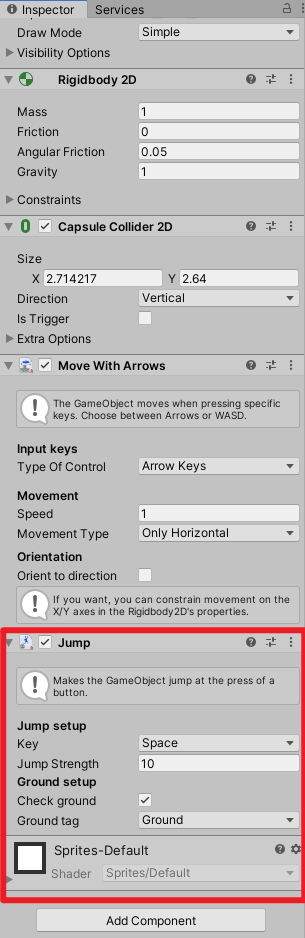 Inspector Services
Draw Mode Simple
Visibility Options
Rigidbody 2D
Mass 1
Friction 0
Angular Friction 0.05
Gravity 1
Constraints
Capsule Collider 2D
Size
X 2.714217 Y 2.64
Direction Vertical
Is Trigger
Extra Options
Move With Arrows
The GameObject moves when pressing specific
keys. Choose between Arrows or WASD.
Input keys
Type Of Control Arrow Keys
Movement
Speed 1
Movement Type Only Horizontal
Orientation
Orient to direction
If you want, you can constrain movement on the
X/Y axes in the Rigidbody2D's properties.
Jump
Makes the GameObject jump at the press of a
button.
Jump setup
Key Space
Jump Strength 10
Ground setup
Check ground
Ground tag Ground
Sprites-Default
Shader Sprites/Default
Add Component